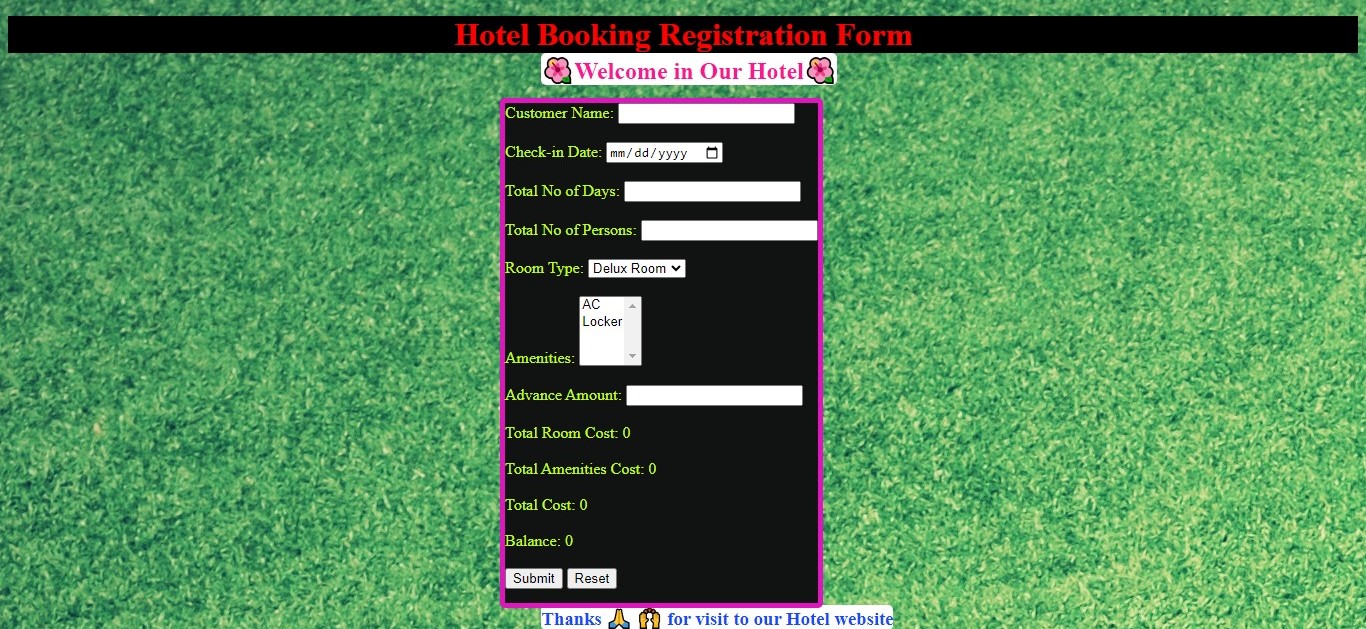 Hotel Booking Registration Form
🌺Welcome in Our Hotel🌺
Customer Name:
Check-in Date: mm/dd/yyyy
Total No of Days:
Total No of Persons:
Room Type: Delux Room
AC
Locker
Amenities:
Advance Amount:
Total Room Cost: 0
Total Amenities Cost: 0
Total Cost: 0
Balance: 0
Submit Reset
Thanks 🙏 🙌 for visit to our Hotel website